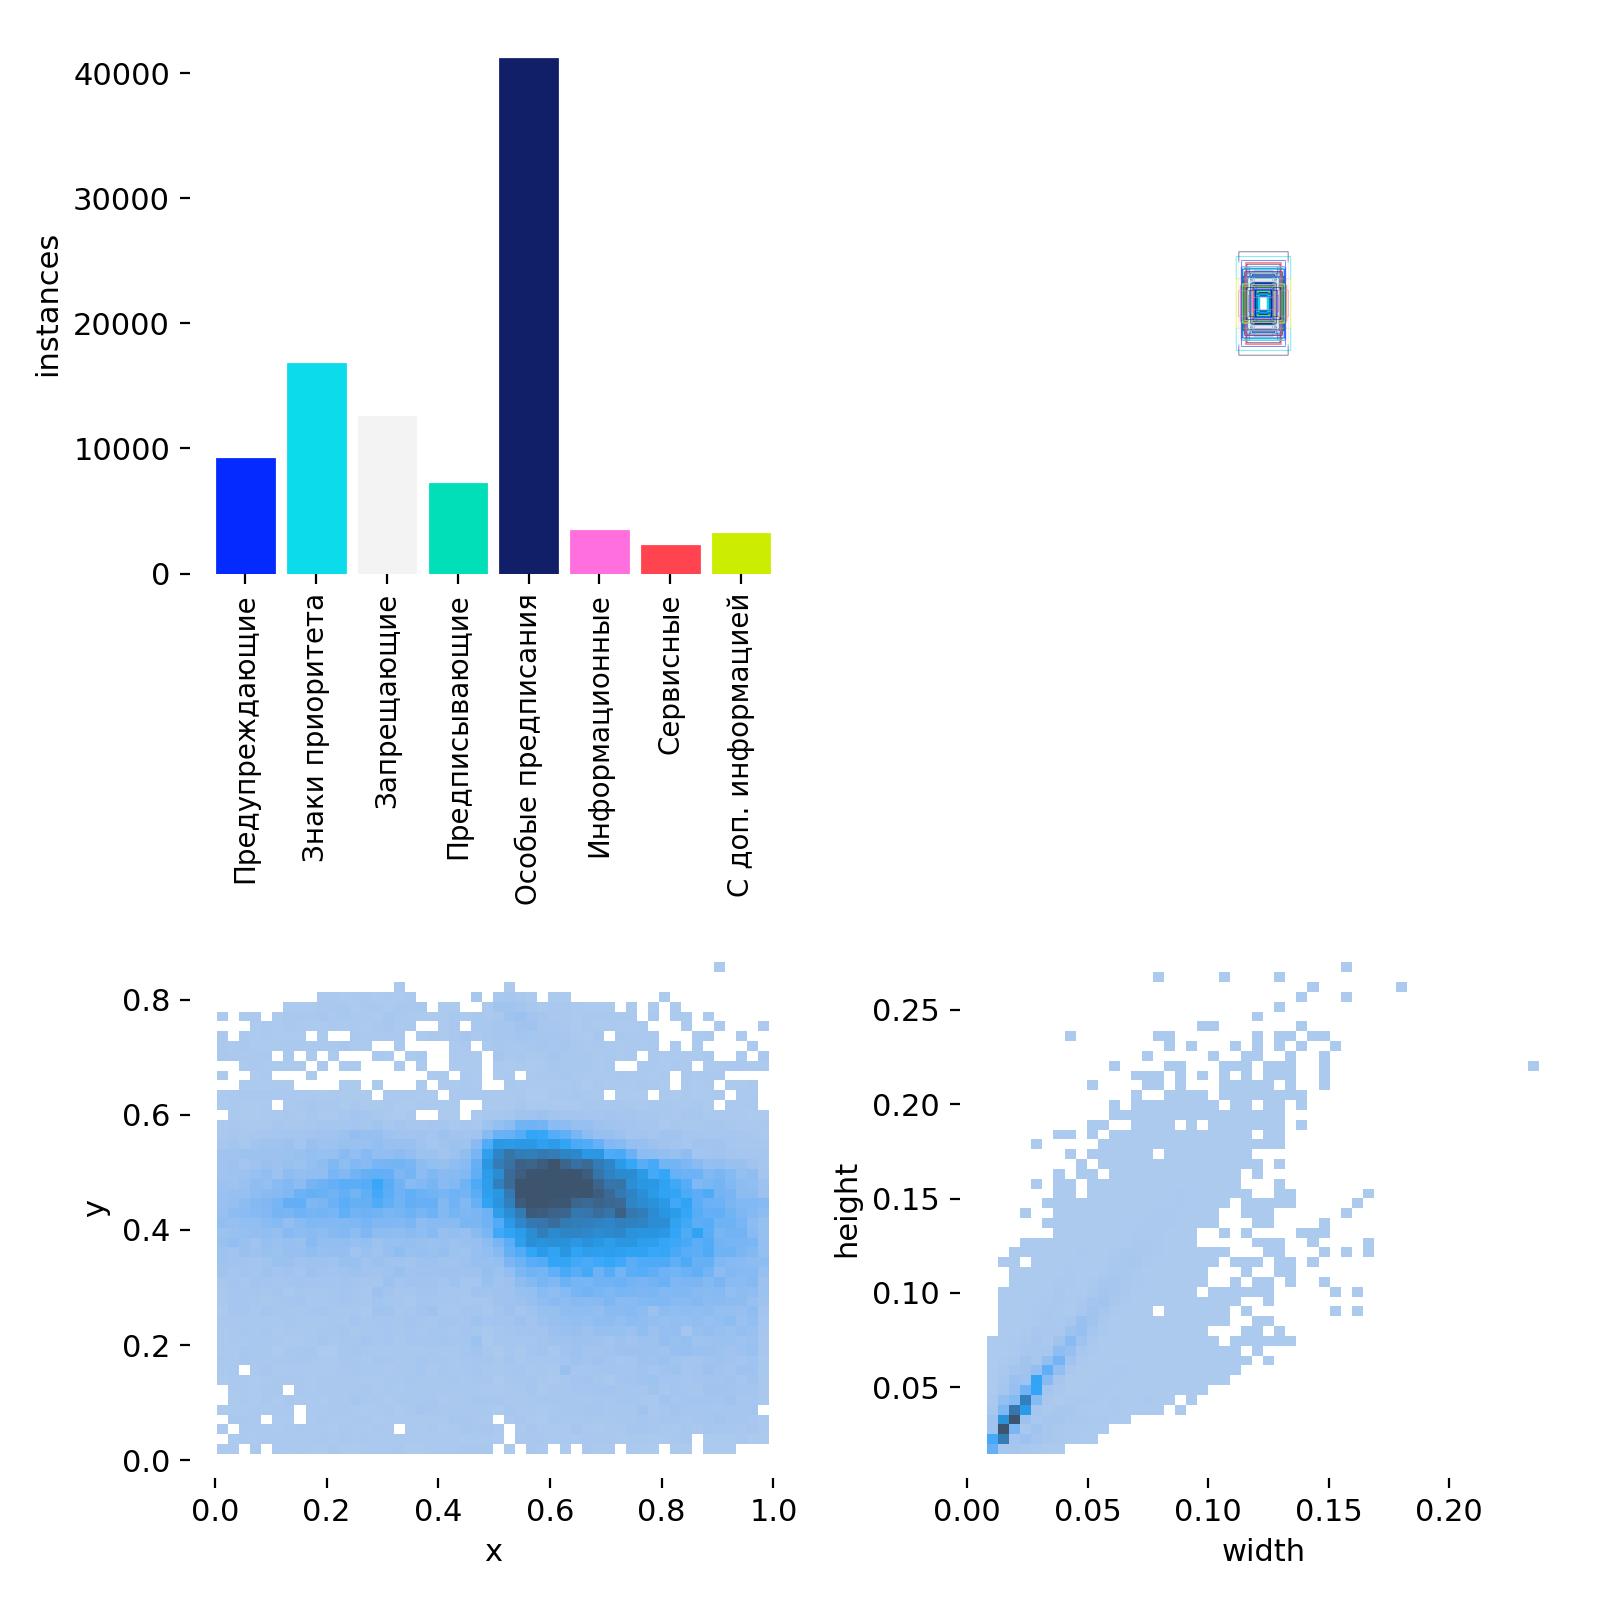 40000
30000
20000
10000
0
instances
Предупреждающие
Знаки приоритета
Запрещающие
Предписывающие
Особые предписания
Информационные
Сервисные
С доп. информацией
0.8
0.6
0.4
0.2
0.0
y
0.0 0.2 0.4 0.6 0.8 1.0
x
0.25
0.20
0.15
0.10
0.05
height
0.00 0.05 0.10 0.15 0.20
width